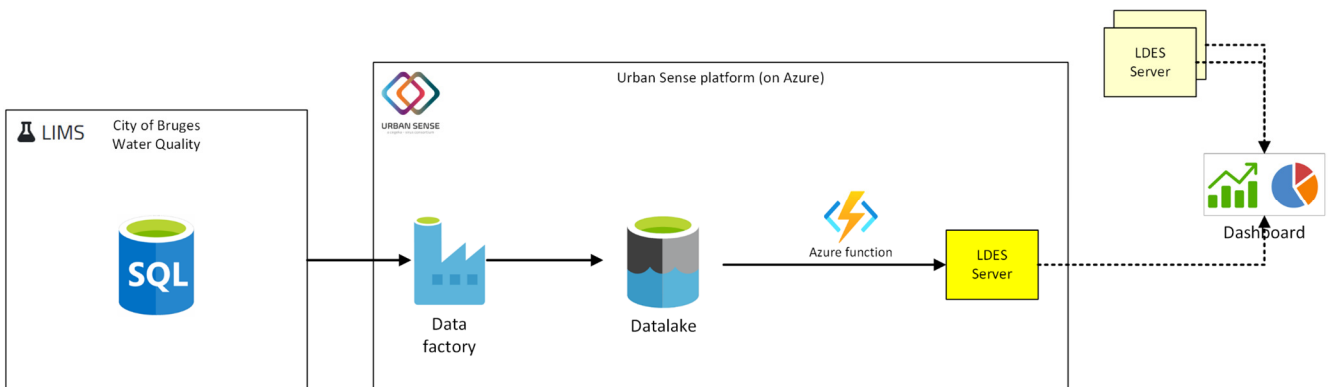 LIMS
City of Bruges
Water Quality
SQL
Urban Sense platform (on Azure)
URBAN SENSE
Data
factory
Datalake
Azure function
LDES
Server
LDES
Server
Dashboard